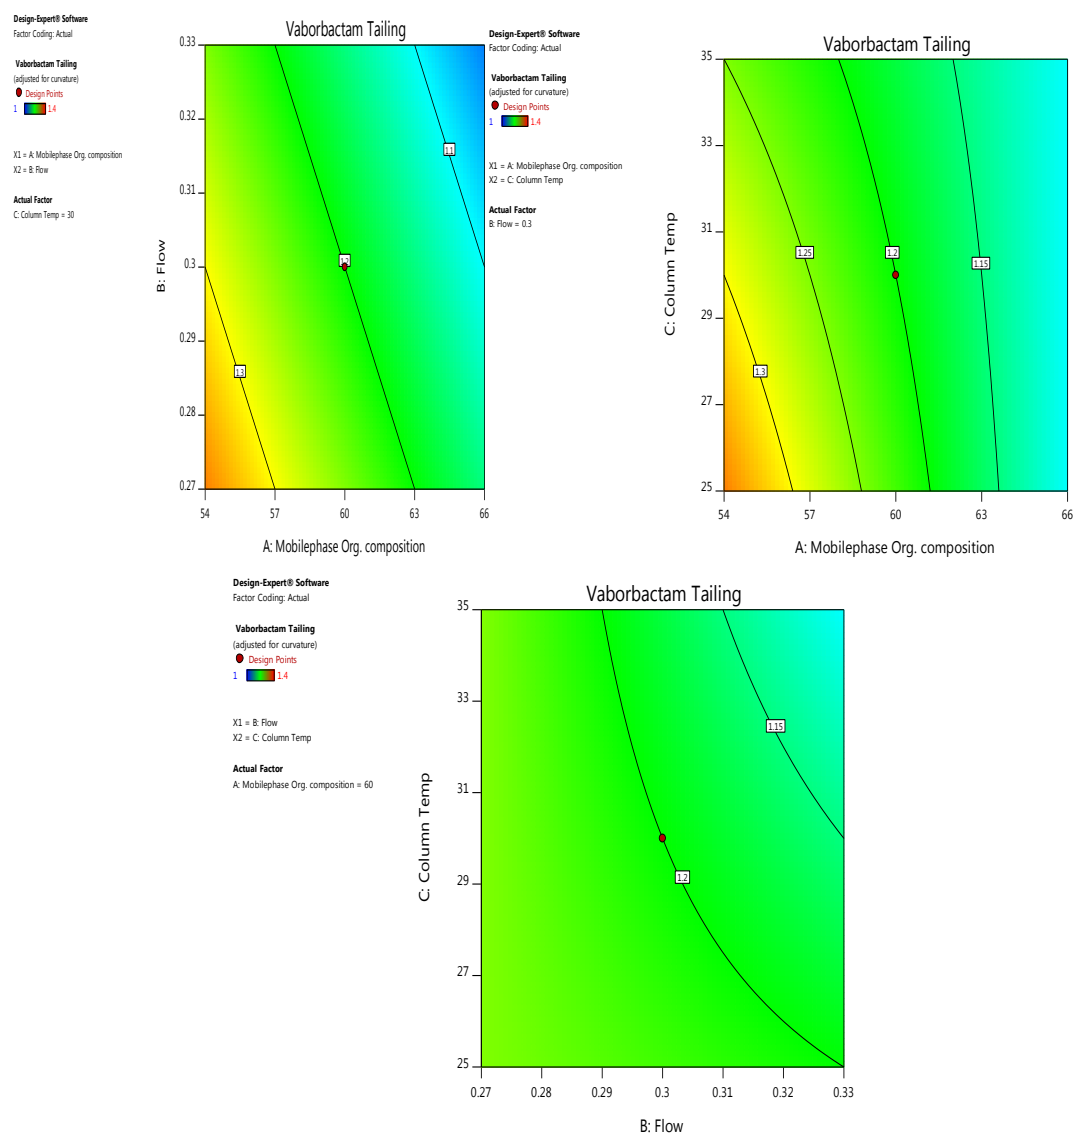 Design-Expert® Software
Factor Coding: Actual
Vaborbactam Tailing
(adjusted for curvature)
Design Points
1 1.4
X1 = A: Mobilephase Org. composition
X2 = B: Flow
Actual Factor
C: Column Temp = 30
Vaborbactam Tailing
0.33
0.32
0.31
0.3
0.29
0.28
0.27
B: Flow
1.1
1.2
1.3
54 57 60 63 66
A: Mobilephase Org. composition
Design-Expert® Software
Factor Coding: Actual
Vaborbactam Tailing
(adjusted for curvature)
Design Points
1 1.4
X1 = A: Mobilephase Org. composition
X2 = C: Column Temp
Actual Factor
B: Flow = 0.3
Vaborbactam Tailing
35
33
31
29
27
25
C: Column Temp
1.25
1.2
1.15
1.3
54 57 60 63 66
A: Mobilephase Org. composition
Design-Expert® Software
Factor Coding: Actual
Vaborbactam Tailing
(adjusted for curvature)
Design Points
1 1.4
X1 = B: Flow
X2 = C: Column Temp
Actual Factor
A: Mobilephase Org. composition = 60
Vaborbactam Tailing
35
33
31
29
27
25
C: Column Temp
1.15
1.2
0.27 0.28 0.29 0.3 0.31 0.32 0.33
B: Flow